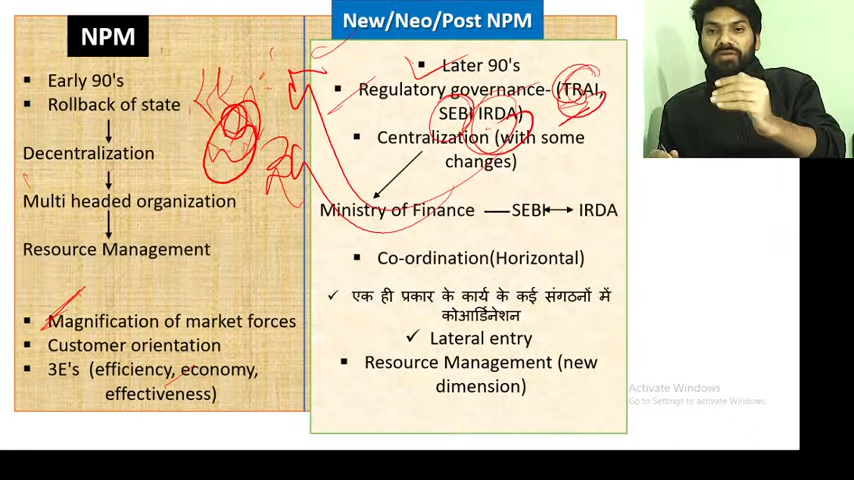 NPM
▪ Early 90's
▪ Rollback of state
Decentralization
Multi headed organization
Resource Management
▪ Magnification of market forces
▪ Customer orientation
▪ 3E's (efficiency, economy,
effectiveness)
New/Neo/Post NPM
▪ Later 90's
▪ Regulatory governance- (TRAI,
SEBI IRDA)
▪ Centralization (with some
changes)
Ministry of Finance SEBI IRDA
▪ Co-ordination(Horizontal)
✓ एक ही प्रकार के कार्य के कई संगठनों में
कोआर्डिनेशन
✓ Lateral entry
▪ Resource Management (new
dimension)
Activate Windows
Go to Settings to activate Windows.